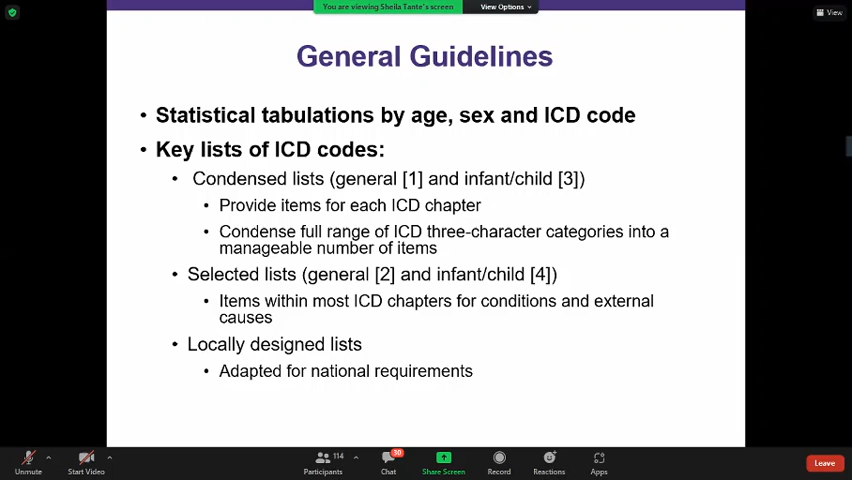 You are viewing Sheila Tante's screen
View Options
View
General Guidelines
• Statistical tabulations by age, sex and ICD code
• Key lists of ICD codes:
• Condensed lists (general [1] and infant/child [3])
• Provide items for each ICD chapter
• Condense full range of ICD three-character categories into a
manageable number of items
• Selected lists (general [2] and infant/child [4])
• Items within most ICD chapters for conditions and external
causes
• Locally designed lists
• Adapted for national requirements
Unmute
Start Video
114
Participants
30
Chat
Share Screen
Record
Reactions
Apps
Leave